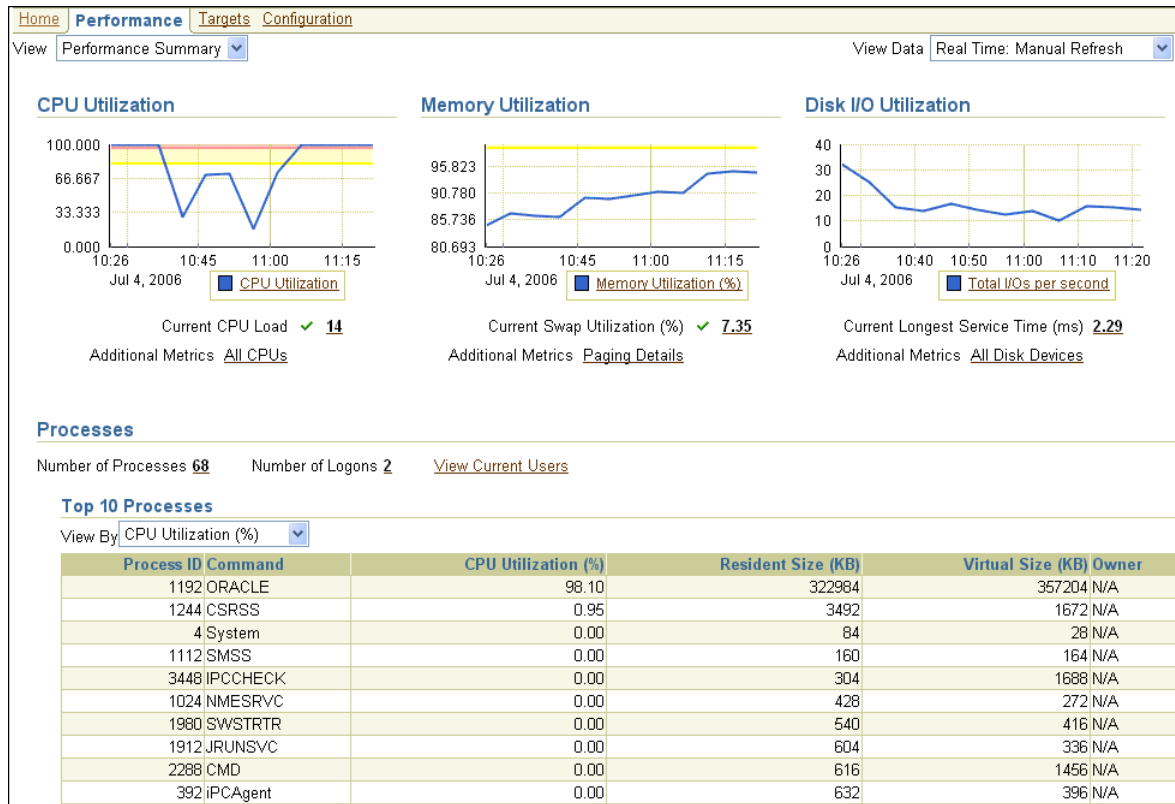 Home Performance Targets Configuration
View Performance Summary View Data Real Time: Manual Refresh
CPU Utilization
100.000
66.667
33.333
0.000
10:26 10:45 11:00 11:15
Jul 4, 2006
CPU Utilization
Current CPU Load 14
Additional Metrics All CPUs
Memory Utilization
95.823
90.780
85.736
80.693
10:26 10:45 11:00 11:15
Jul 4, 2006
Memory Utilization (%)
Current Swap Utilization (%) 7.35
Additional Metrics Paging Details
Disk I/O Utilization
40
30
20
10
0
10:26 10:40 10:50 11:00 11:10 11:20
Jul 4, 2006
Total I/Os per second
Current Longest Service Time (ms) 2.29
Additional Metrics All Disk Devices
Processes
Number of Processes 68 Number of Logons 2 View Current Users
Top 10 Processes
View By CPU Utilization (%)
Process ID Command CPU Utilization (%) Resident Size (KB) Virtual Size (KB) Owner
1192 ORACLE 98.10 322984 357204 N/A
1244 CSRSS 0.95 3492 1672 N/A
4 System 0.00 84 28 N/A
1112 SMSS 0.00 160 164 N/A
3448 IPCCHECK 0.00 304 1688 N/A
1024 NMESRVC 0.00 428 272 N/A
1980 SWSTRTR 0.00 540 416 N/A
1912 JRUNSVC 0.00 604 336 N/A
2288 CMD 0.00 616 1456 N/A
392 iPCAgent 0.00 632 396 N/A